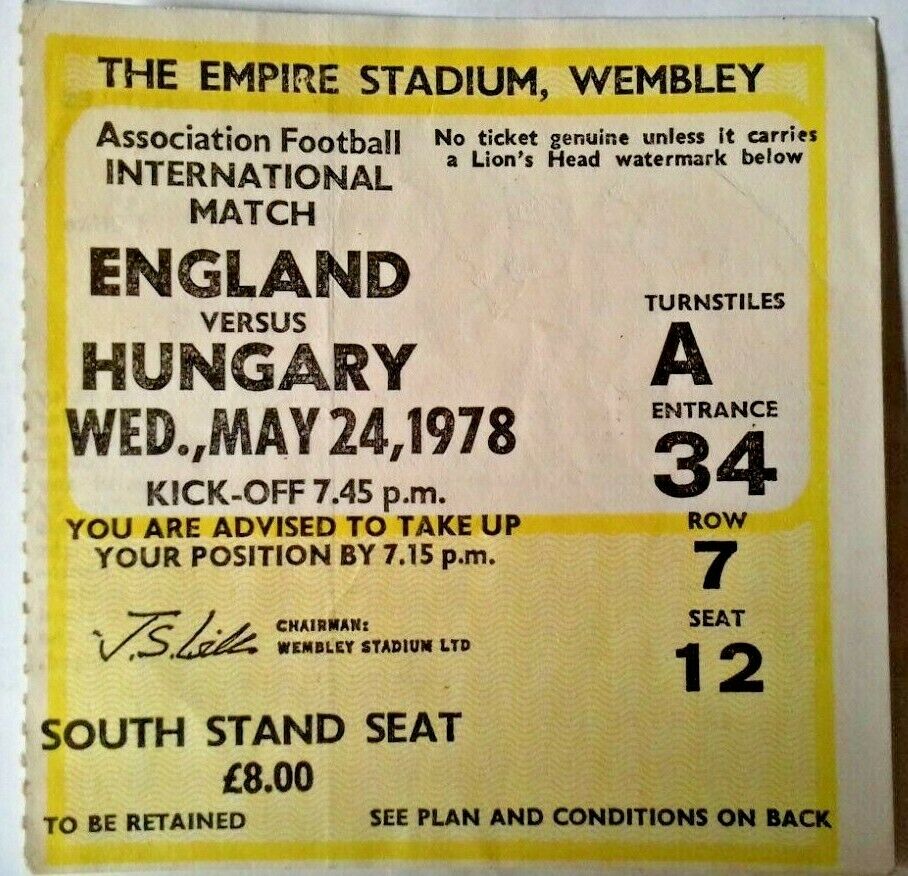 THE EMPIRE STADIUM, WEMBLEY
Association Football
INTERNATIONAL
MATCH
No ticket genuine unless it carries
a Lion's Head watermark below
ENGLAND
VERSUS
HUNGARY
WED., MAY 24, 1978
KICK-OFF 7.45 p.m.
TURNSTILES
A
ENTRANCE
34
YOU ARE ADVISED TO TAKE UP
YOUR POSITION BY 7.15 p.m.
ROW
7
SEAT
12
CHAIRMAN:
WEMBLEY STADIUM LTD
SOUTH STAND SEAT
£8.00
TO BE RETAINED
SEE PLAN AND CONDITIONS ON BACK